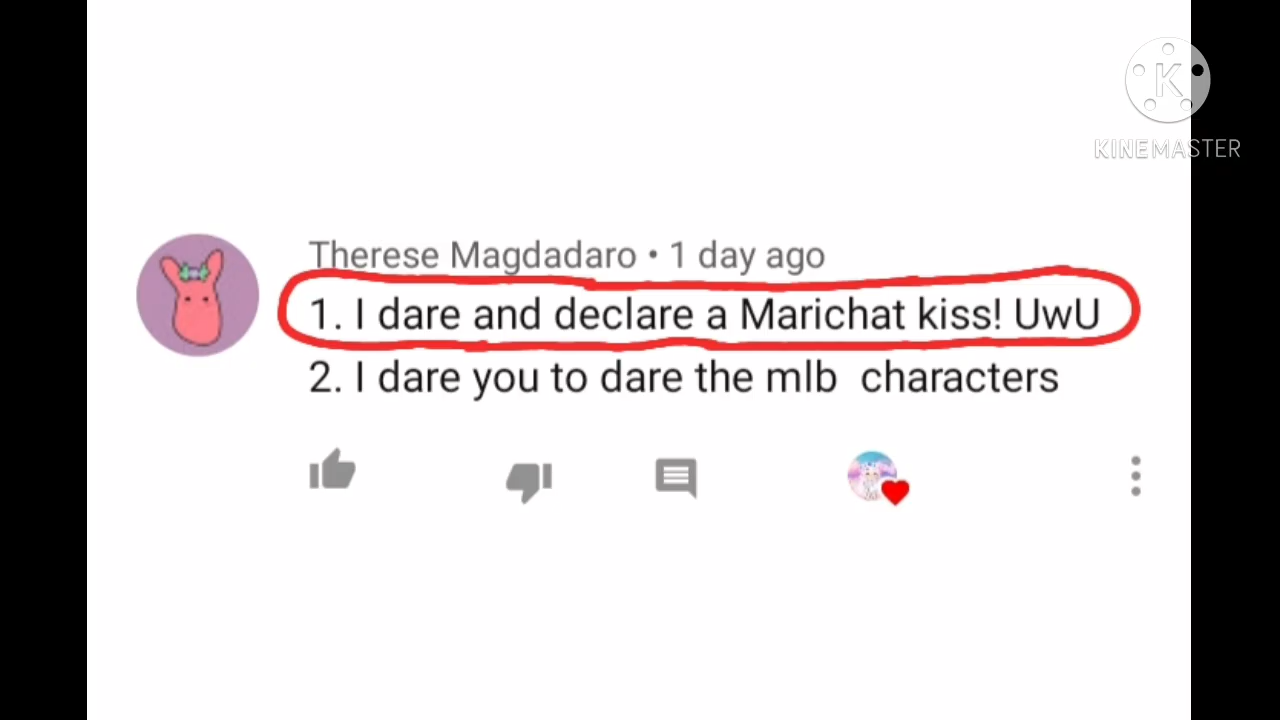 K
KINEMASTER
Therese Magdadaro • 1 day ago
1. I dare and declare a Marichat kiss! UwU
2. I dare you to dare the mlb characters